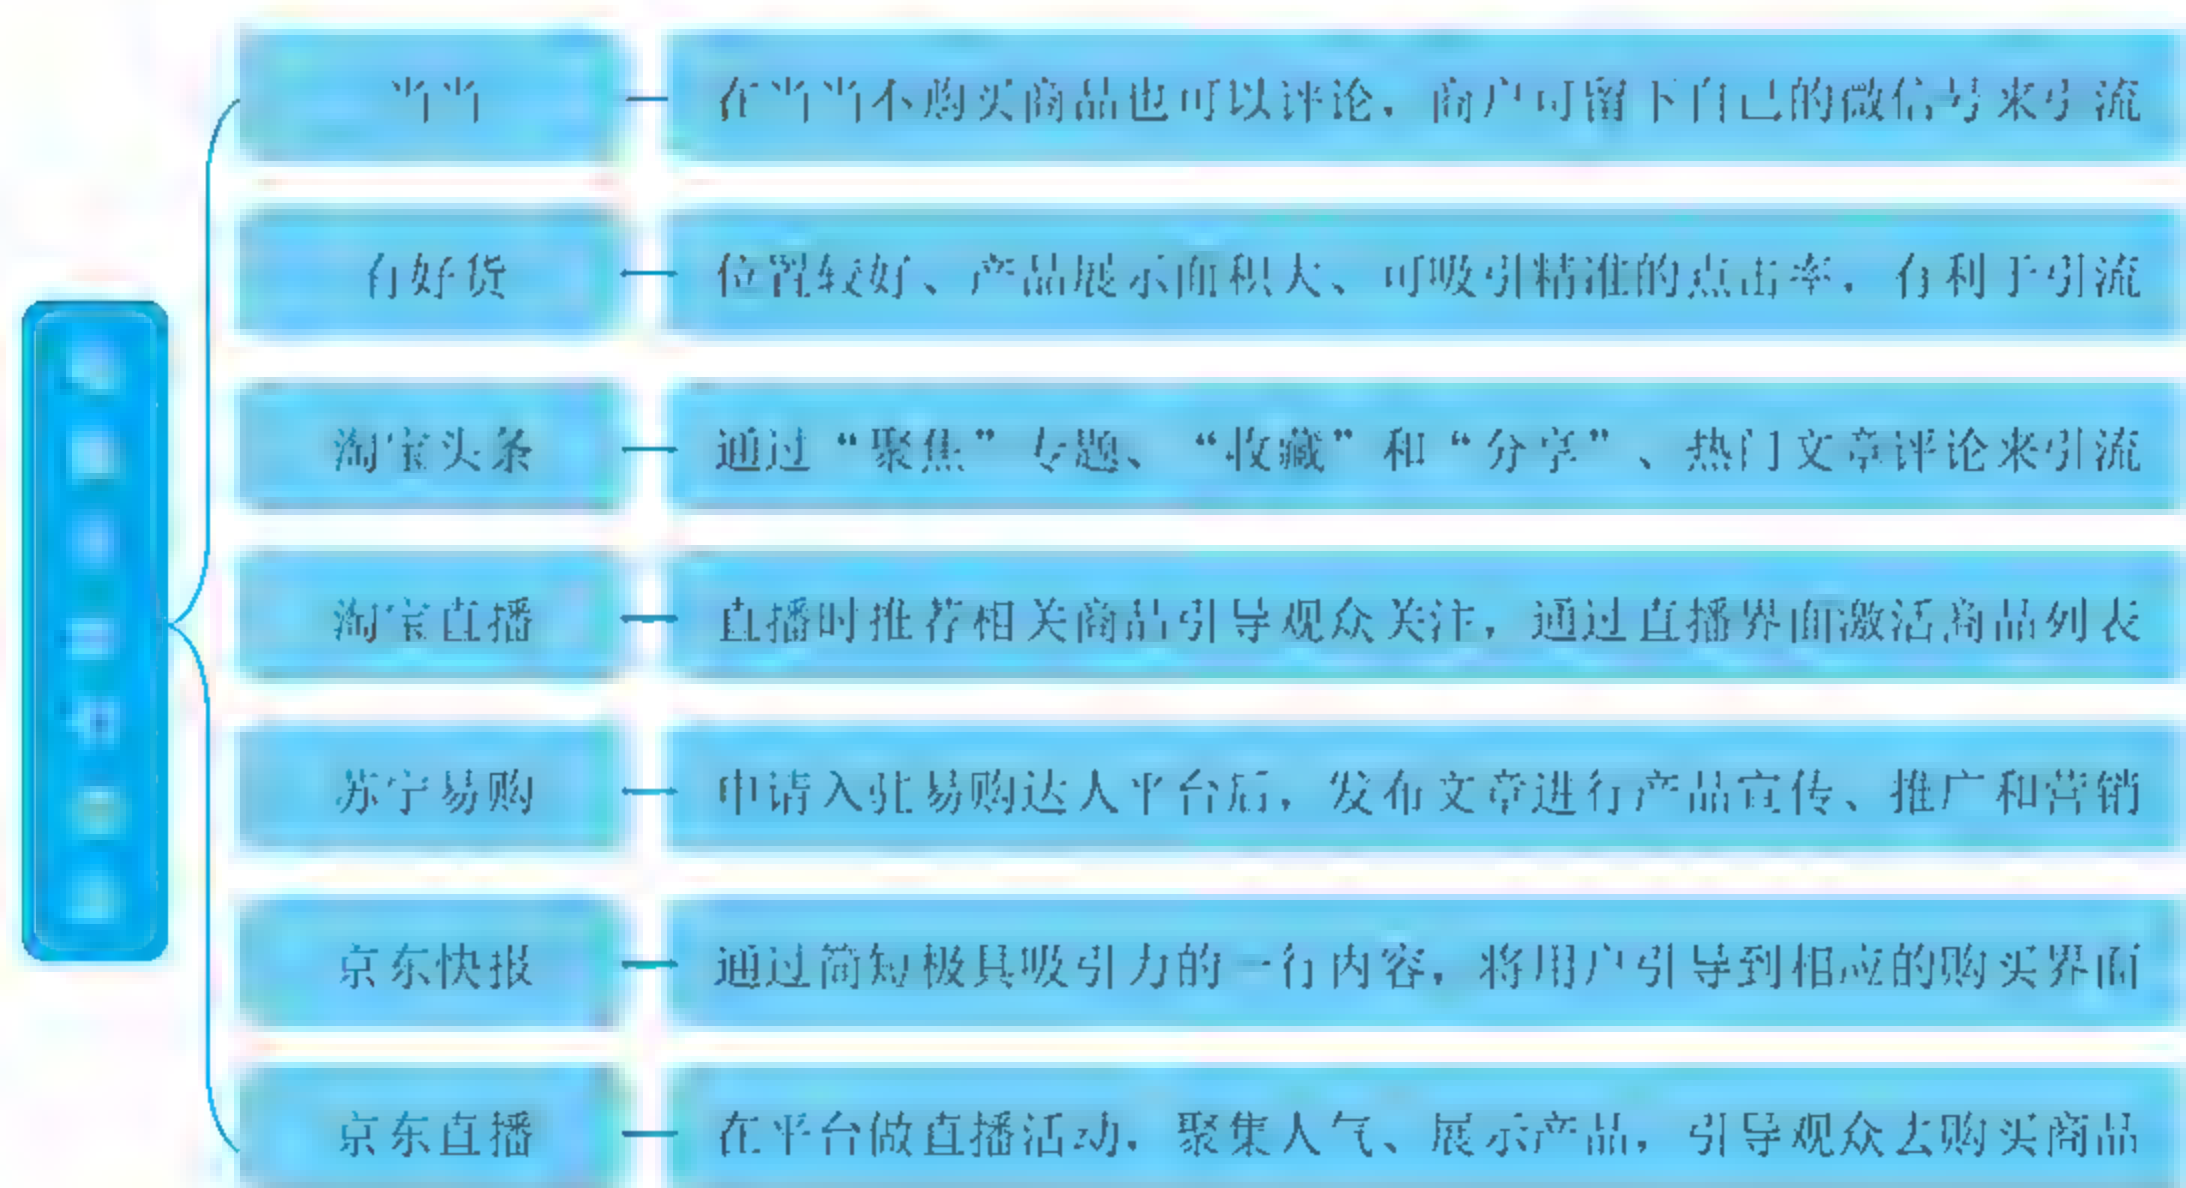 当当
在当当不购买商品也可以评论，商户可留下自己的微信号来引流
有好货
位置较好、产品展示面积大、可吸引精准的点击率，有利于引流
淘宝头条
通过“聚焦”专题、“收藏”和“分享”、热门文章评论来引流
淘宝直播
直播时推荐相关商品引导观众关注，通过直播界面激活商品列表
苏宁易购
申请入驻易购达人平台后，发布文章进行产品宣传、推广和营销
京东快报
通过简短极具吸引力的一行内容，将用户引导到相应的购买界面
京东直播
在平台做直播活动，聚集人气、展示产品，引导观众去购买商品